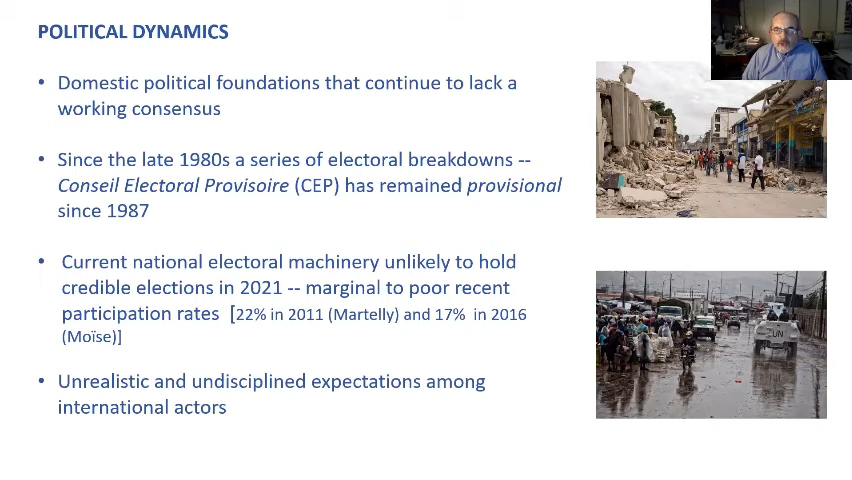 POLITICAL DYNAMICS
• Domestic political foundations that continue to lack a
working consensus
• Since the late 1980s a series of electoral breakdowns --
Conseil Electoral Provisoire (CEP) has remained provisional
since 1987
• Current national electoral machinery unlikely to hold
credible elections in 2021 -- marginal to poor recent
participation rates [22% in 2011 (Martelly) and 17% in 2016
(Moïse)]
• Unrealistic and undisciplined expectations among
international actors
UN